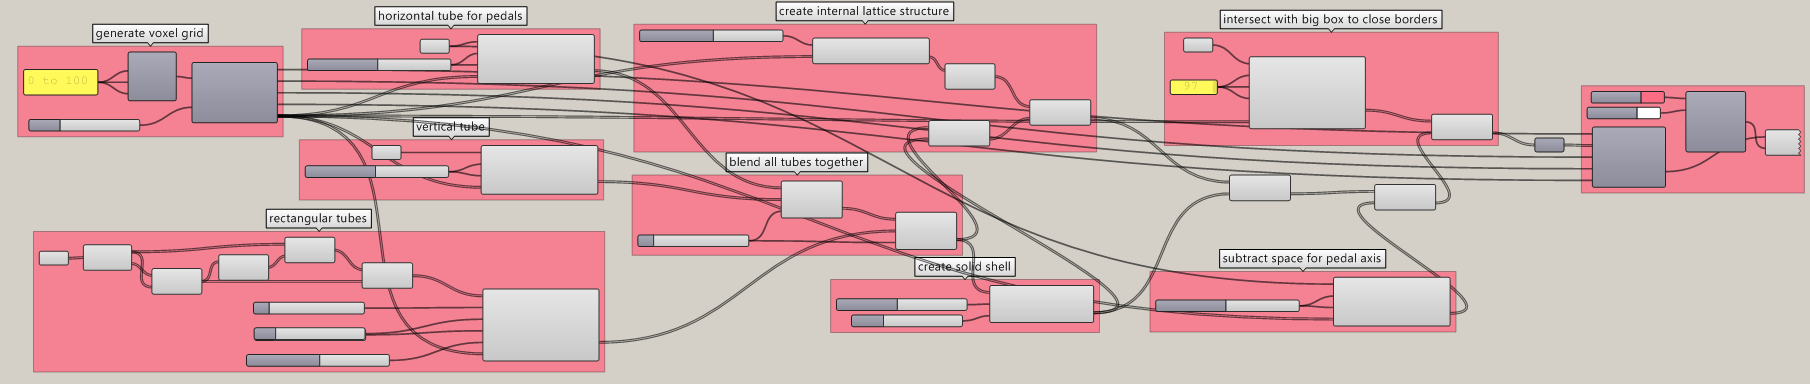 generate voxel grid
0 to 100
horizontal tube for pedals
vertical tube
rectangular tubes
create internal lattice structure
blend all tubes together
create solid shell
intersect with big box to close borders
97
subtract space for pedal axis